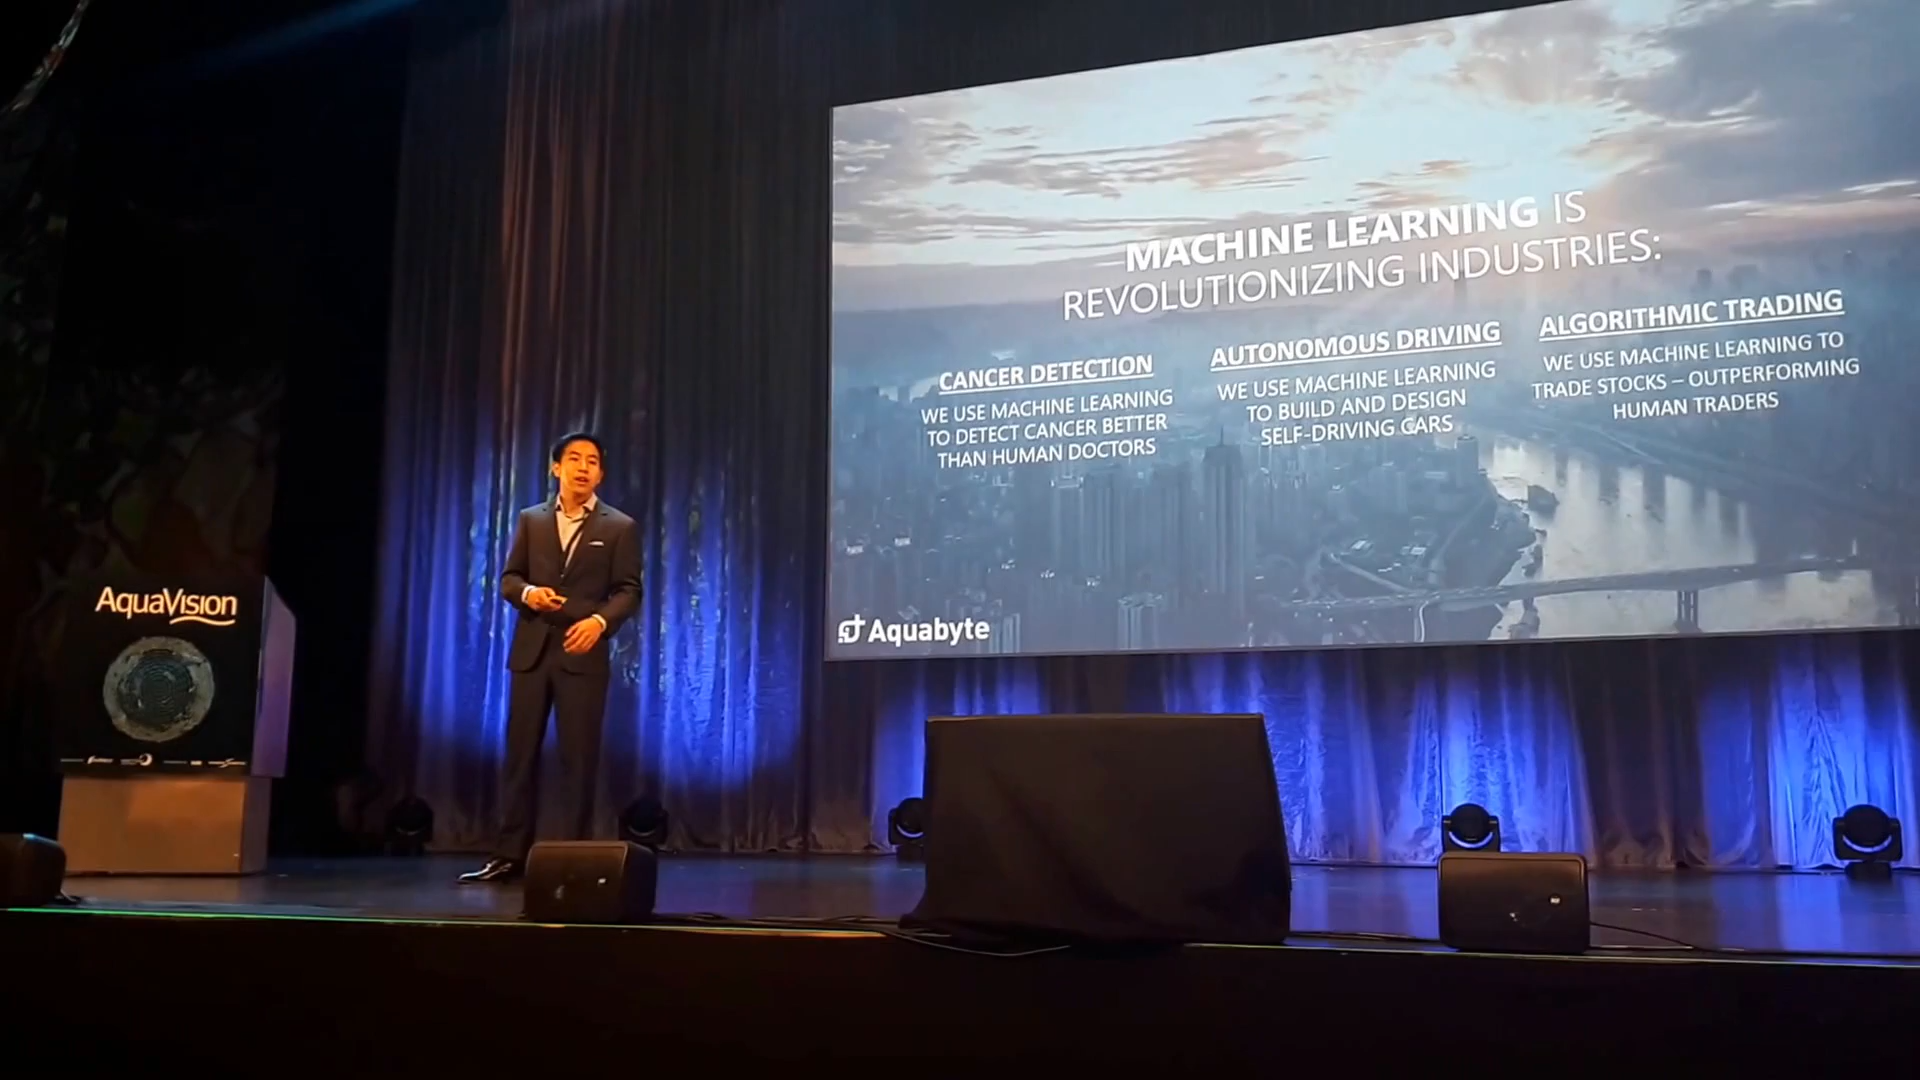 MACHINE LEARNING IS
REVOLUTIONIZING INDUSTRIES:
CANCER DETECTION
WE USE MACHINE LEARNING
TO DETECT CANCER BETTER
THAN HUMAN DOCTORS
AUTONOMOUS DRIVING
WE USE MACHINE LEARNING
TO BUILD AND DESIGN
SELF-DRIVING CARS
ALGORITHMIC TRADING
WE USE MACHINE LEARNING TO
TRADE STOCKS – OUTPERFORMING
HUMAN TRADERS
Aquabyte
AquaVision